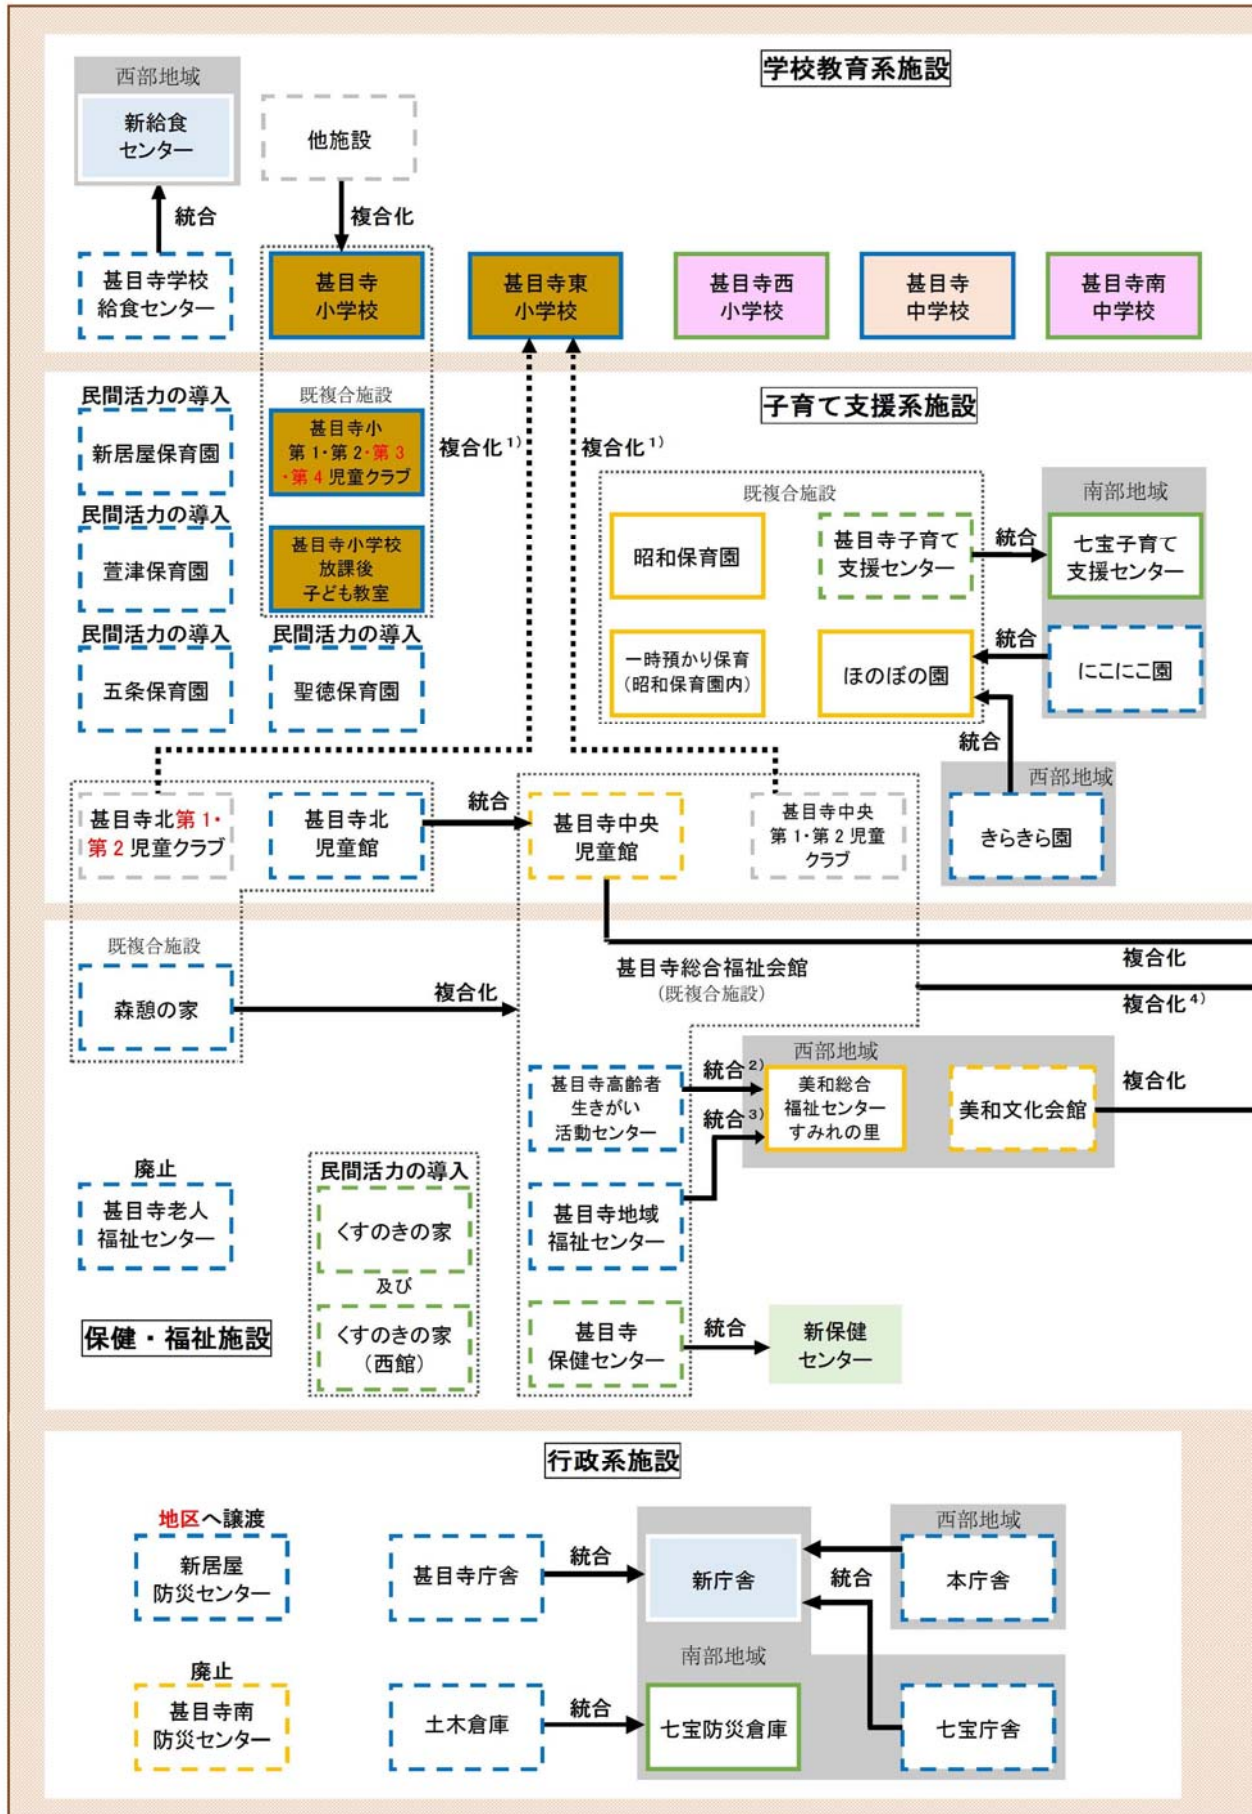 学校教育系施設
西部地域
新給食
センター
他施設
統合
複合化
甚目寺学校
給食センター
甚目寺
小学校
甚目寺東
小学校
甚目寺西
小学校
甚目寺
中学校
甚目寺南
中学校
子育て支援系施設
民間活力の導入
新居屋保育園
既複合施設
甚目寺小
第1・第2・第3
・第4児童クラブ
複合化1)
複合化1)
民間活力の導入
萱津保育園
甚目寺小学校
放課後
子ども教室
既複合施設
昭和保育園
甚目寺子育て
支援センター
統合
南部地域
七宝子育て
支援センター
民間活力の導入
五条保育園
民間活力の導入
聖徳保育園
一時預かり保育
(昭和保育園内)
ほのぼの園
統合
にこにこ園
統合
西部地域
きらきら園
甚目寺北第1・
第2児童クラブ
甚目寺北
児童館
統合
甚目寺中央
児童館
甚目寺中央
第1・第2児童
クラブ
既複合施設
森憩の家
複合化
甚目寺総合福祉会館
(既複合施設)
複合化
複合化4)
甚目寺高齢者
生きがい
活動センター
統合2)
統合3)
西部地域
美和総合
福祉センター
すみれの里
美和文化会館
複合化
廃止
甚目寺老人
福祉センター
民間活力の導入
くすのきの家
及び
くすのきの家
(西館)
甚目寺地域
福祉センター
保健・福祉施設
甚目寺
保健センター
統合
新保健
センター
行政系施設
地区へ譲渡
新居屋
防災センター
甚目寺庁舎
統合
新庁舎
統合
西部地域
本庁舎
廃止
甚目寺南
防災センター
土木倉庫
統合
南部地域
七宝防災倉庫
七宝庁舎